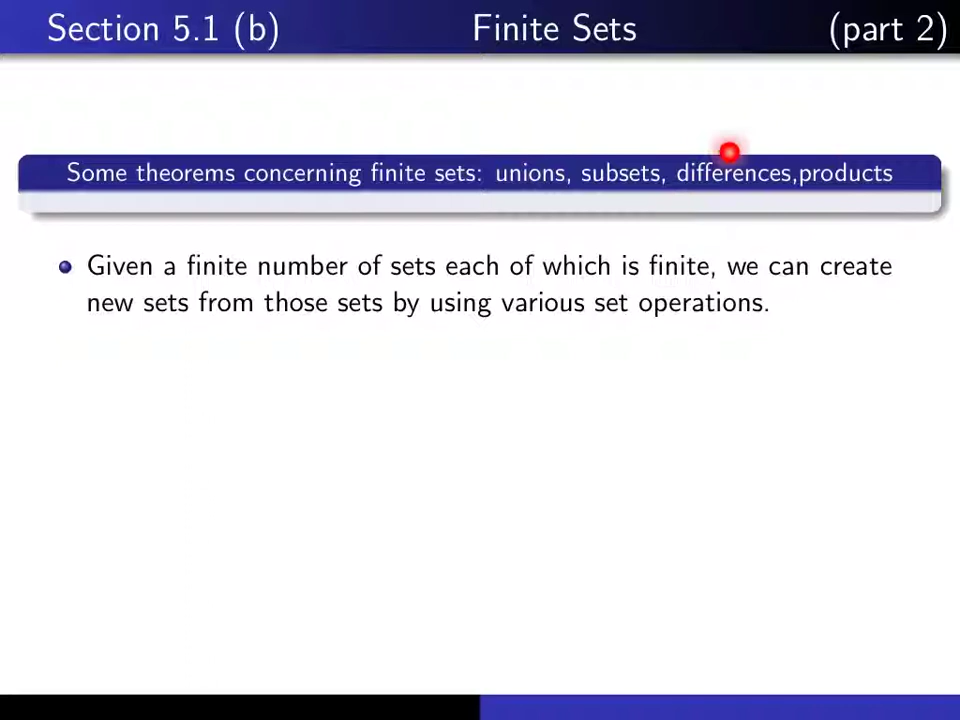 Section 5.1 (b) Finite Sets (part 2)
Some theorems concerning finite sets: unions, subsets, differences,products
Given a finite number of sets each of which is finite, we can create
new sets from those sets by using various set operations.